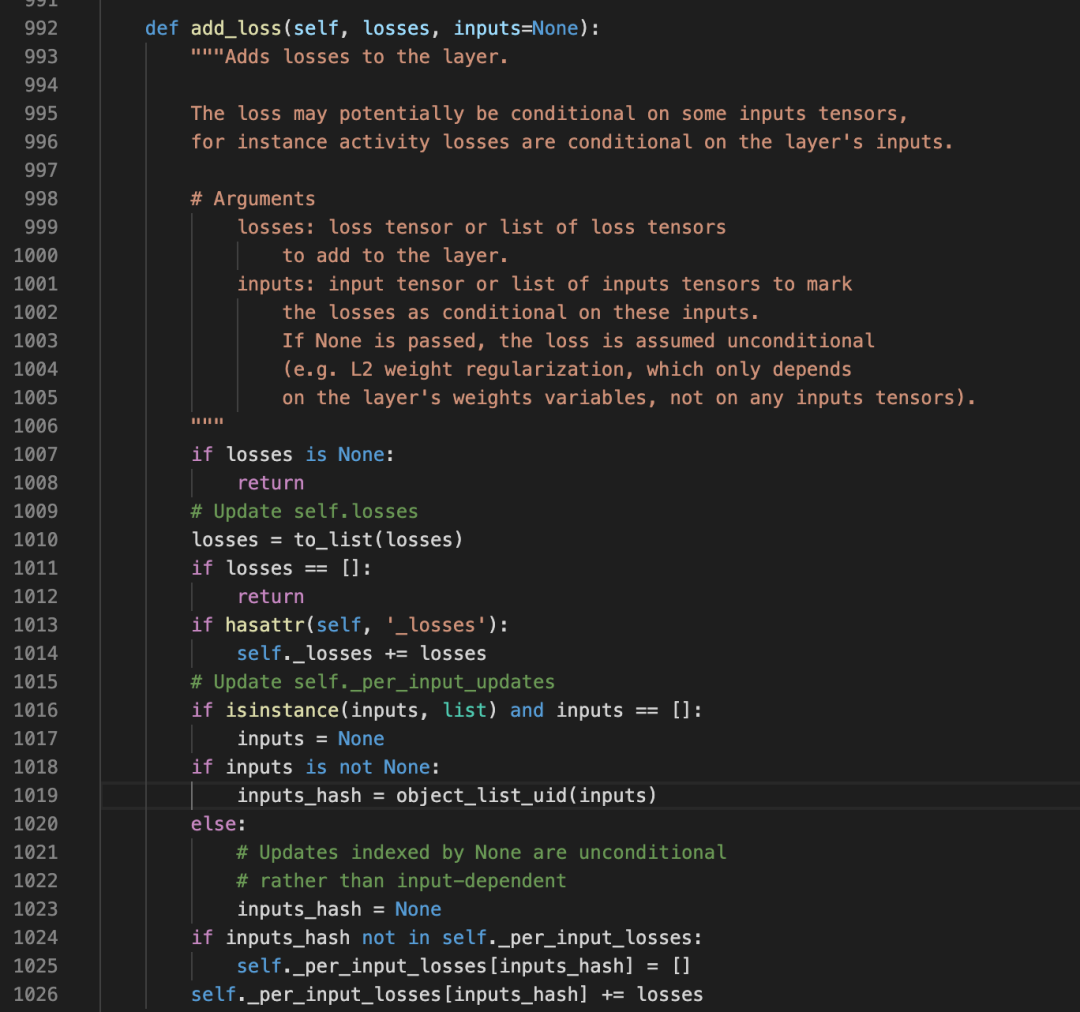 991
992 def add_loss(self, losses, inputs=None):
993 """Adds losses to the layer.
994
995 The loss may potentially be conditional on some inputs tensors,
996 for instance activity losses are conditional on the layer's inputs.
997
998 # Arguments
999 losses: loss tensor or list of loss tensors
1000 to add to the layer.
1001 inputs: input tensor or list of inputs tensors to mark
1002 the losses as conditional on these inputs.
1003 If None is passed, the loss is assumed unconditional
1004 (e.g. L2 weight regularization, which only depends
1005 on the layer's weights variables, not on any inputs tensors).
1006 """
1007 if losses is None:
1008 return
1009 # Update self.losses
1010 losses = to_list(losses)
1011 if losses == []:
1012 return
1013 if hasattr(self, '_losses'):
1014 self._losses += losses
1015 # Update self._per_input_updates
1016 if isinstance(inputs, list) and inputs == []:
1017 inputs = None
1018 if inputs is not None:
1019 inputs_hash = object_list_uid(inputs)
1020 else:
1021 # Updates indexed by None are unconditional
1022 # rather than input-dependent
1023 inputs_hash = None
1024 if inputs_hash not in self._per_input_losses:
1025 self._per_input_losses[inputs_hash] = []
1026 self._per_input_losses[inputs_hash] += losses